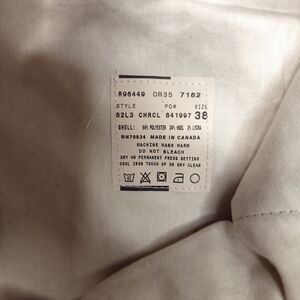 R96449 OR35 7182
STYLE PO# SIZE
62L3 CHRCL 841997 38
SHELL: 64% POLYESTER 34% WOOL 2% LYCRA
RN76534 MADE IN CANADA
MACHINE WASH WARM
DO NOT BLEACH
DRY ON PERMANENT PRESS SETTING
COOL IRON TOUCH UP OR DRY CLEAN